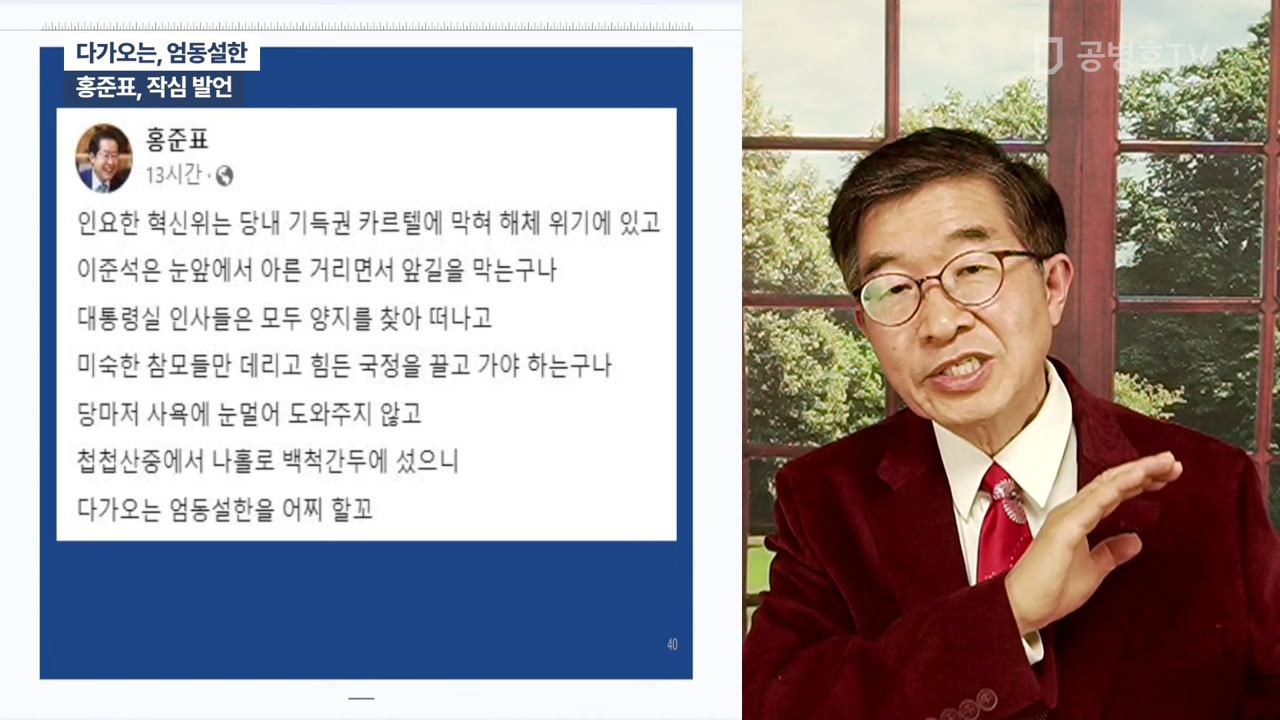 다가오는, 엄동설한
홍준표, 작심 발언
홍준표
13시간 ·
인요한 혁신위는 당내 기득권 카르텔에 막혀 해체 위기에 있고
이준석은 눈앞에서 아른 거리면서 앞길을 막는구나
대통령실 인사들은 모두 양지를 찾아 떠나고
미숙한 참모들만 데리고 힘든 국정을 끌고 가야 하는구나
당마저 사욕에 눈멀어 도와주지 않고
첩첩산중에서 나홀로 백척간두에 섰으니
다가오는 엄동설한을 어찌 할꼬
40
공병호TV